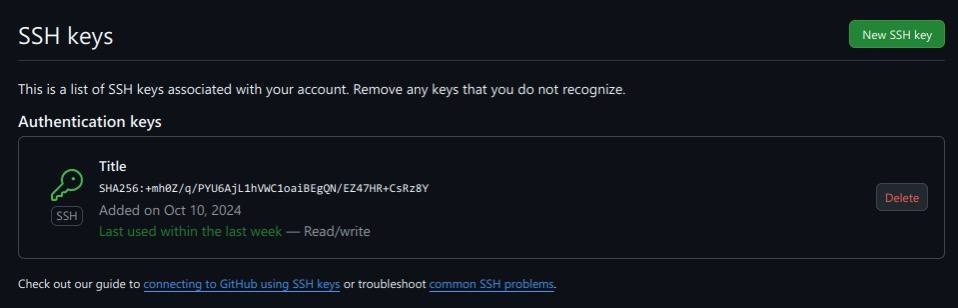 SSH keys
New SSH key
This is a list of SSH keys associated with your account. Remove any keys that you do not recognize.
Authentication keys
Title
SHA256:+mh0Z/q/PYU6AjL1hVWC1oaiBEgQN/EZ47HR+CsRz8Y
SSH
Added on Oct 10, 2024
Last used within the last week — Read/write
Delete
Check out our guide to connecting to GitHub using SSH keys or troubleshoot common SSH problems.